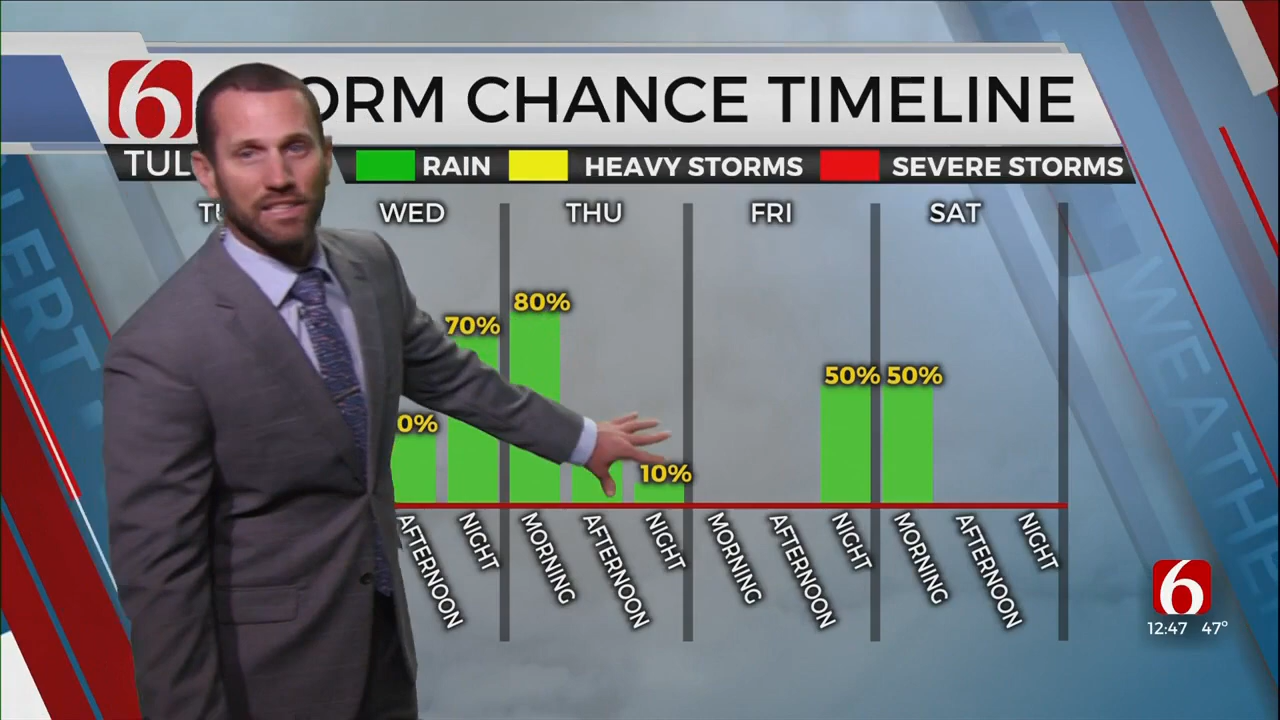 6
ORM CHANCE TIMELINE
RAIN HEAVY STORMS SEVERE STORMS
WED THU FRI SAT
80%
70%
50% 50%
0%
10%
AFTERNOON NIGHT MORNING AFTERNOON NIGHT MORNING AFTERNOON NIGHT MORNING AFTERNOON NIGHT
6
12:47 47°